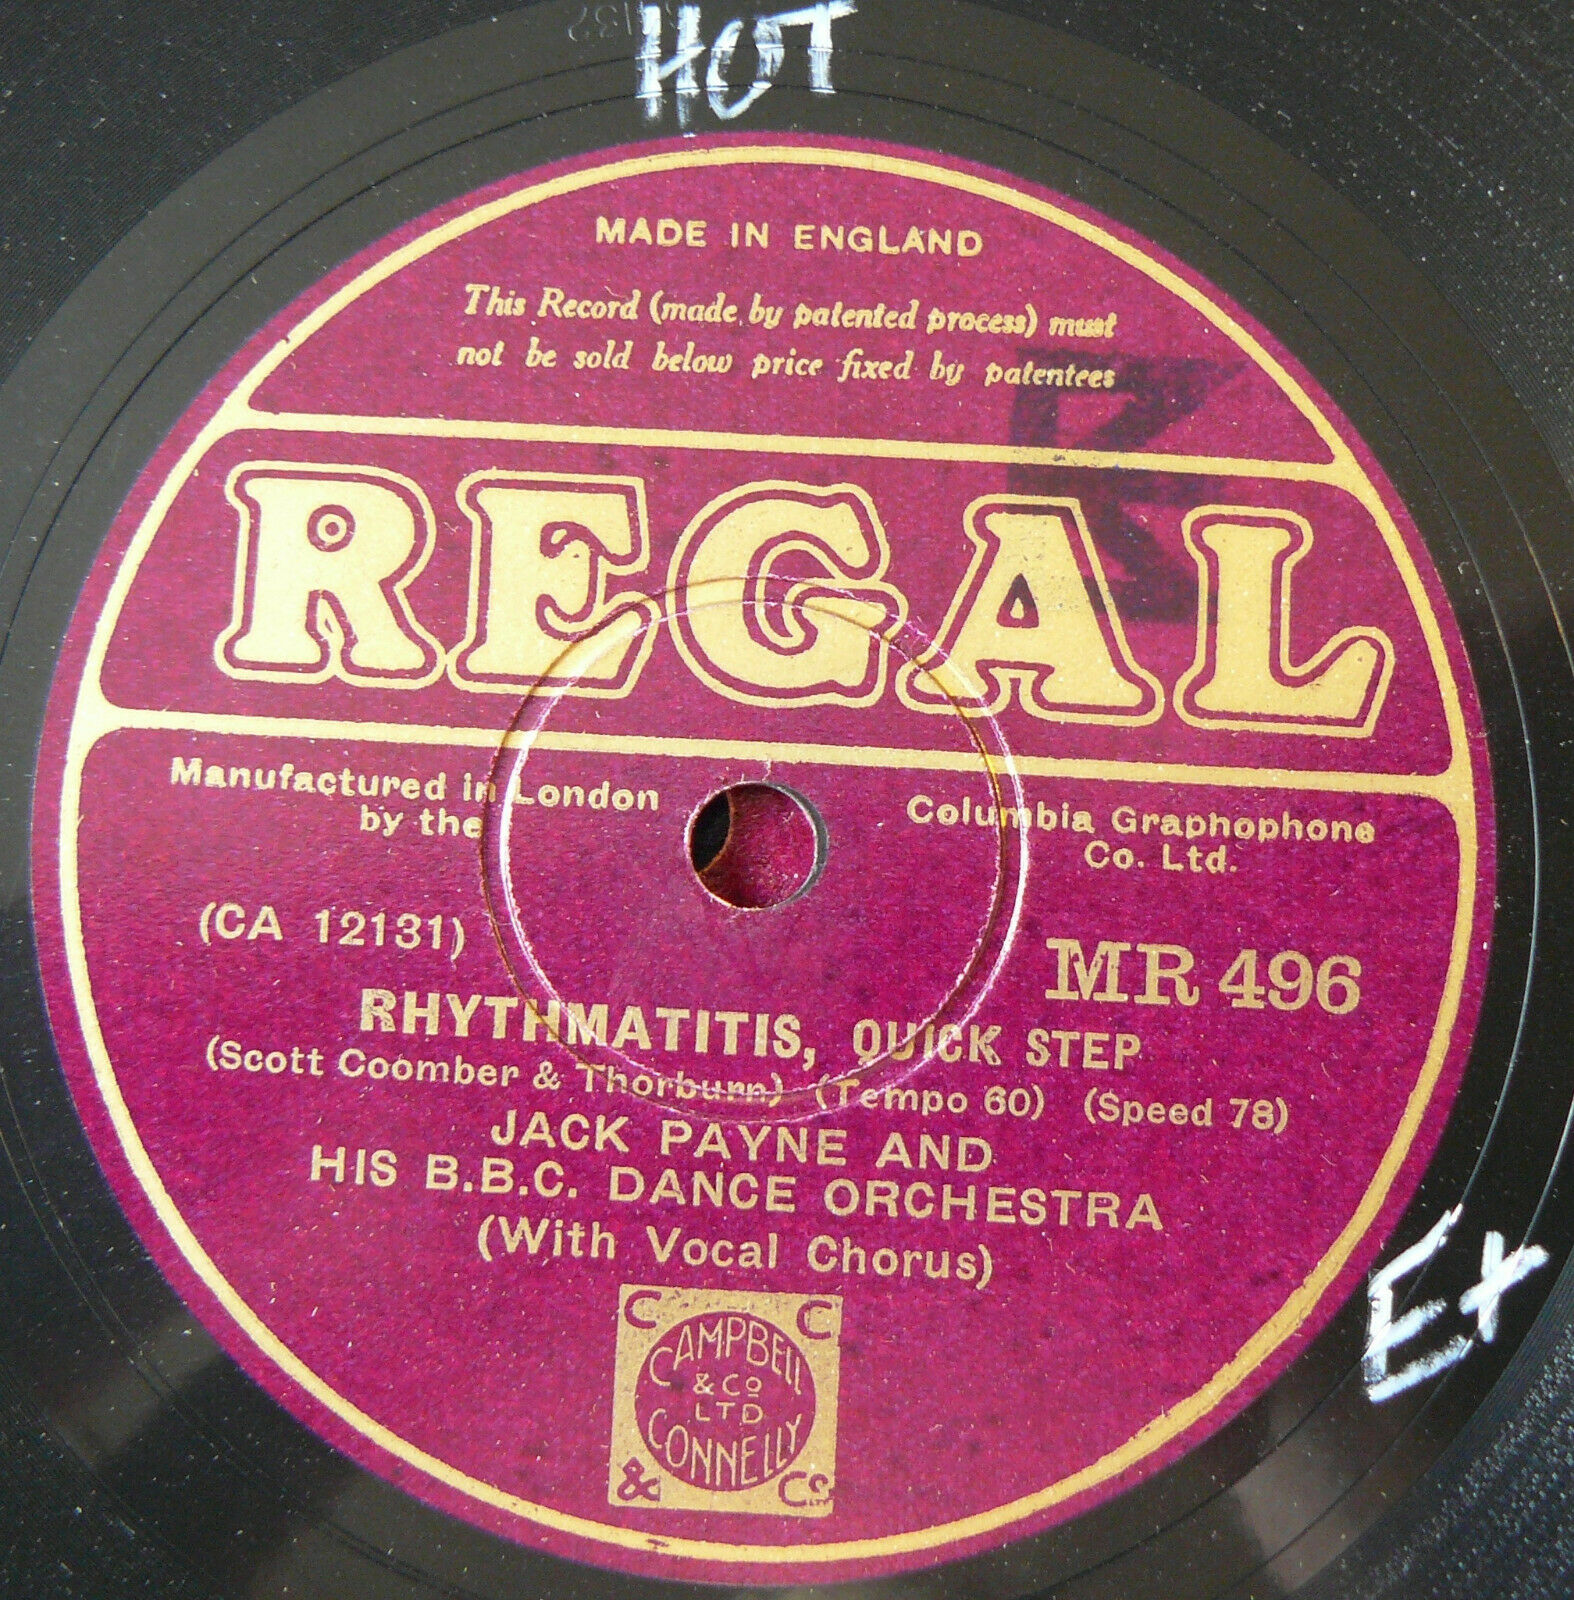 HOT
MADE IN ENGLAND
This Record (made by patented process) must
not be sold below price fixed by patentees
REGAL
Manufactured in London
by the
Columbia Graphophone
Co. Ltd.
(CA 12131)
MR 496
RHYTHMATITIS, QUICK STEP
(Scott Coomber & Thorburn) (Tempo 60) (Speed 78)
JACK PAYNE AND
HIS B.B.C. DANCE ORCHESTRA
(With Vocal Chorus)
C C
CAMPBELL
& Co
LTD
CONNELLY
& Cs
Ex